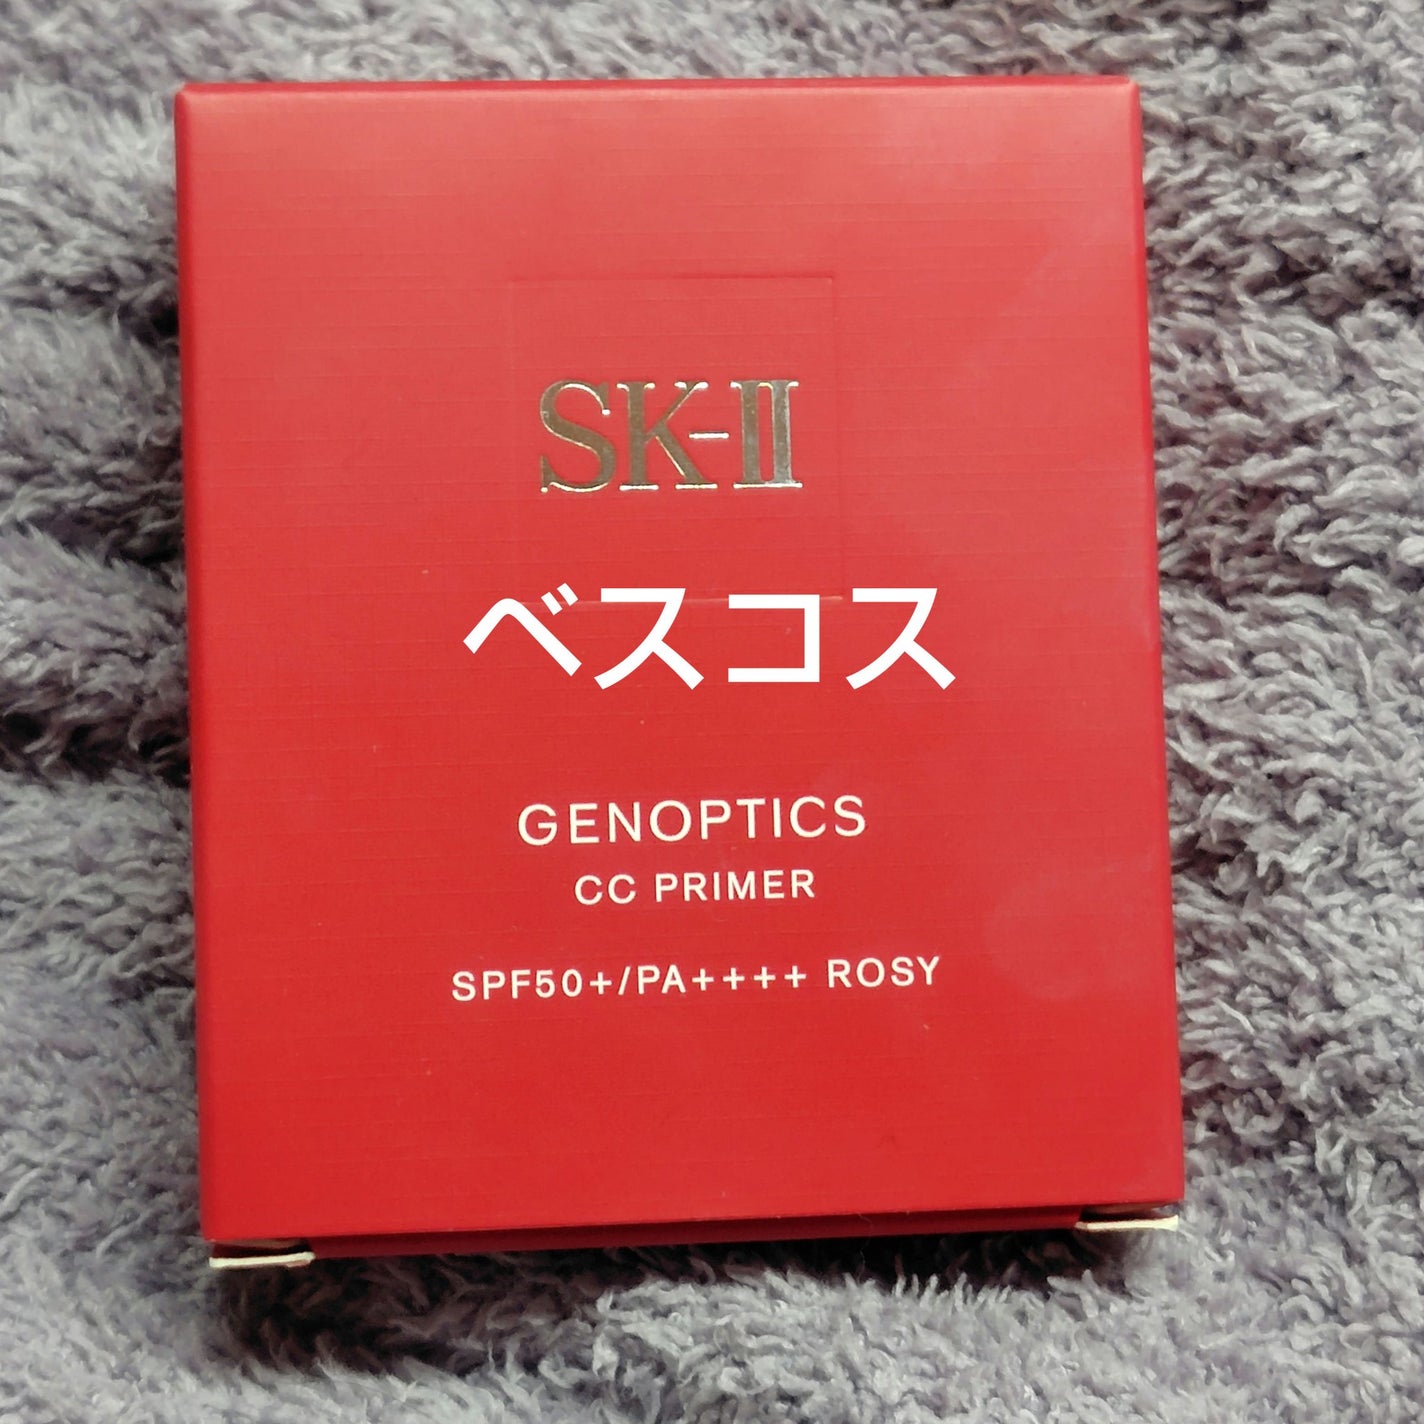 SK-II
ベスコス
GENOPTICS
CC PRIMER
SPF50+/PA++++ ROSY